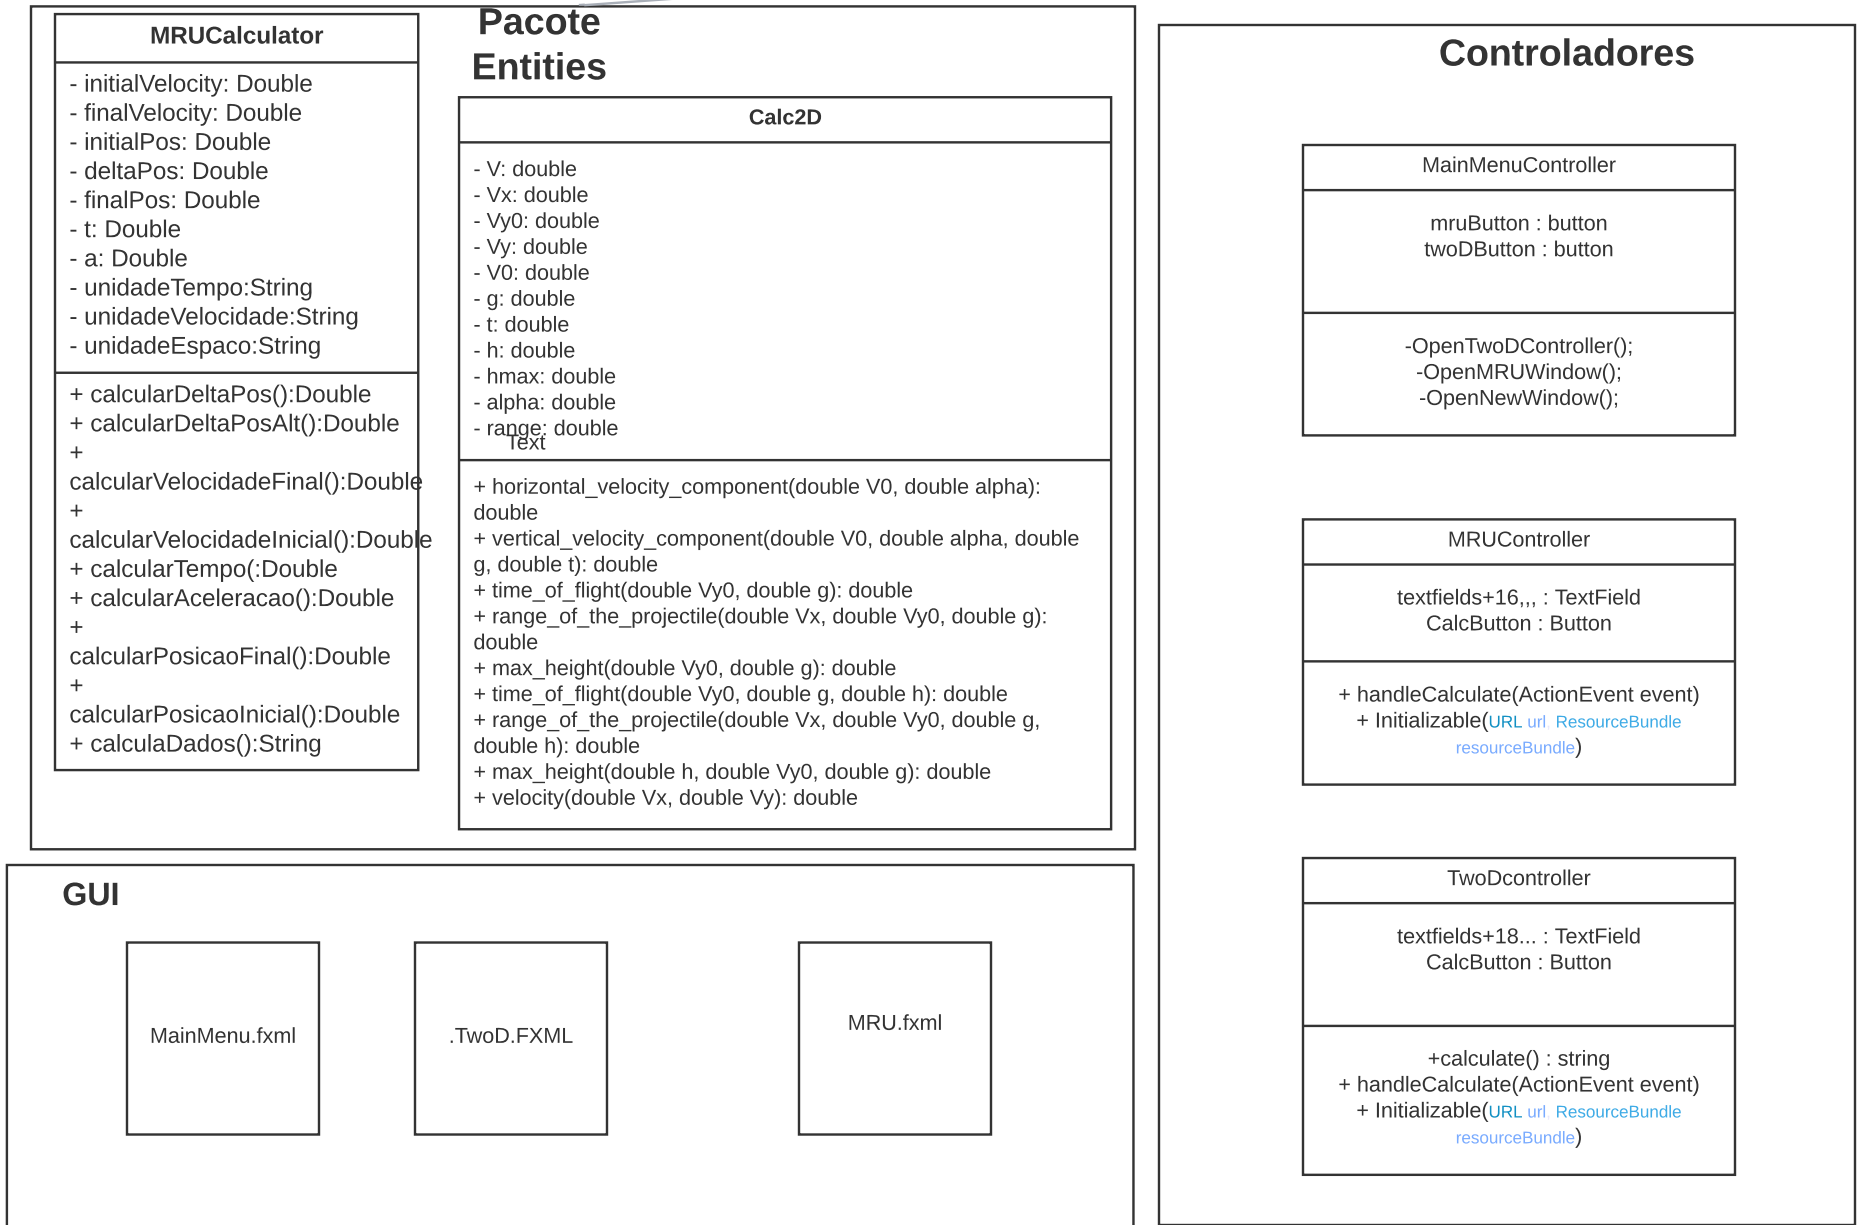 Pacote
Entities
MRUCalculator
- initialVelocity: Double
- finalVelocity: Double
- initialPos: Double
- deltaPos: Double
- finalPos: Double
- t: Double
- a: Double
- unidadeTempo:String
- unidadeVelocidade:String
- unidadeEspaco:String
+ calcularDeltaPos():Double
+ calcularDeltaPosAlt():Double
+
calcularVelocidadeFinal():Double
+
calcularVelocidadeInicial():Double
+ calcularTempo(:Double
+ calcularAceleracao():Double
+
calcularPosicaoFinal():Double
+
calcularPosicaoInicial():Double
+ calculaDados():String
Calc2D
- V: double
- Vx: double
- Vy0: double
- Vy: double
- V0: double
- g: double
- t: double
- h: double
- hmax: double
- alpha: double
- range: double
Text
+ horizontal_velocity_component(double V0, double alpha):
double
+ vertical_velocity_component(double V0, double alpha, double
g, double t): double
+ time_of_flight(double Vy0, double g): double
+ range_of_the_projectile(double Vx, double Vy0, double g):
double
+ max_height(double Vy0, double g): double
+ time_of_flight(double Vy0, double g, double h): double
+ range_of_the_projectile(double Vx, double Vy0, double g,
double h): double
+ max_height(double h, double Vy0, double g): double
+ velocity(double Vx, double Vy): double
GUI
MainMenu.fxml
.TwoD.FXML
MRU.fxml
Controladores
MainMenuController
mruButton : button
twoDButton : button
-OpenTwoDController();
-OpenMRUWindow();
-OpenNewWindow();
MRUController
textfields+16,,, : TextField
CalcButton : Button
+ handleCalculate(ActionEvent event)
+ Initializable(URL url, ResourceBundle
resourceBundle)
TwoDcontroller
textfields+18... : TextField
CalcButton : Button
+calculate() : string
+ handleCalculate(ActionEvent event)
+ Initializable(URL url, ResourceBundle
resourceBundle)